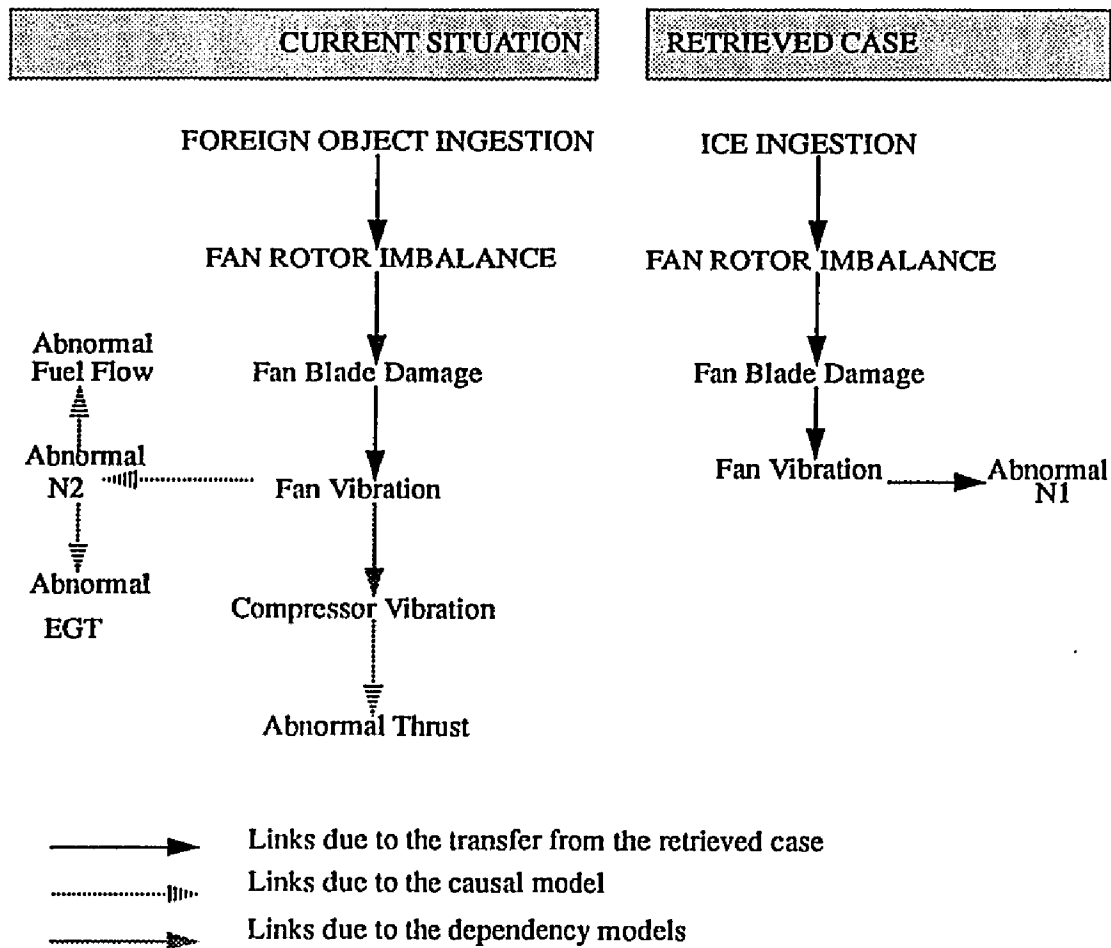 CURRENT SITUATION
RETRIEVED CASE
FOREIGN OBJECT INGESTION
ICE INGESTION
FAN ROTOR IMBALANCE
FAN ROTOR IMBALANCE
Abnormal
Fuel Flow
Fan Blade Damage
Fan Blade Damage
Abnormal
N2
Fan Vibration
Fan Vibration
Abnormal
N1
Abnormal
EGT
Compressor Vibration
Abnormal Thrust
Links due to the transfer from the retrieved case
Links due to the causal model
Links due to the dependency models